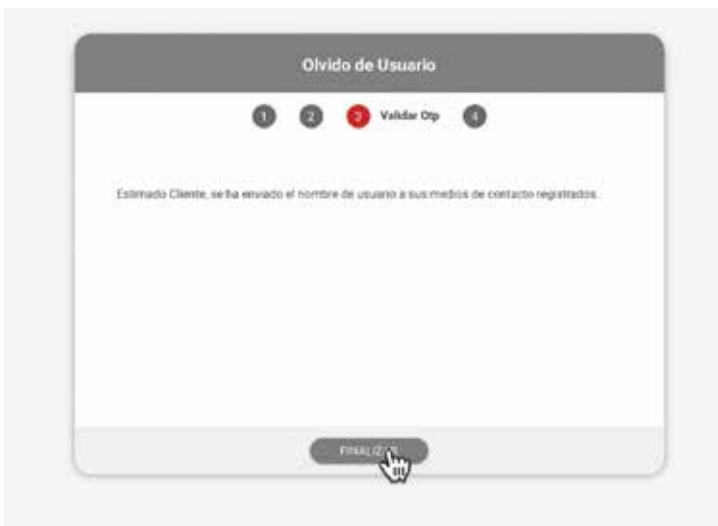 Olvido de Usuario
1 2 3 Validar Otp 4
Estimado Cliente, se ha enviado el nombre de usuario a sus medios de contacto registrados.
FINALIZAR